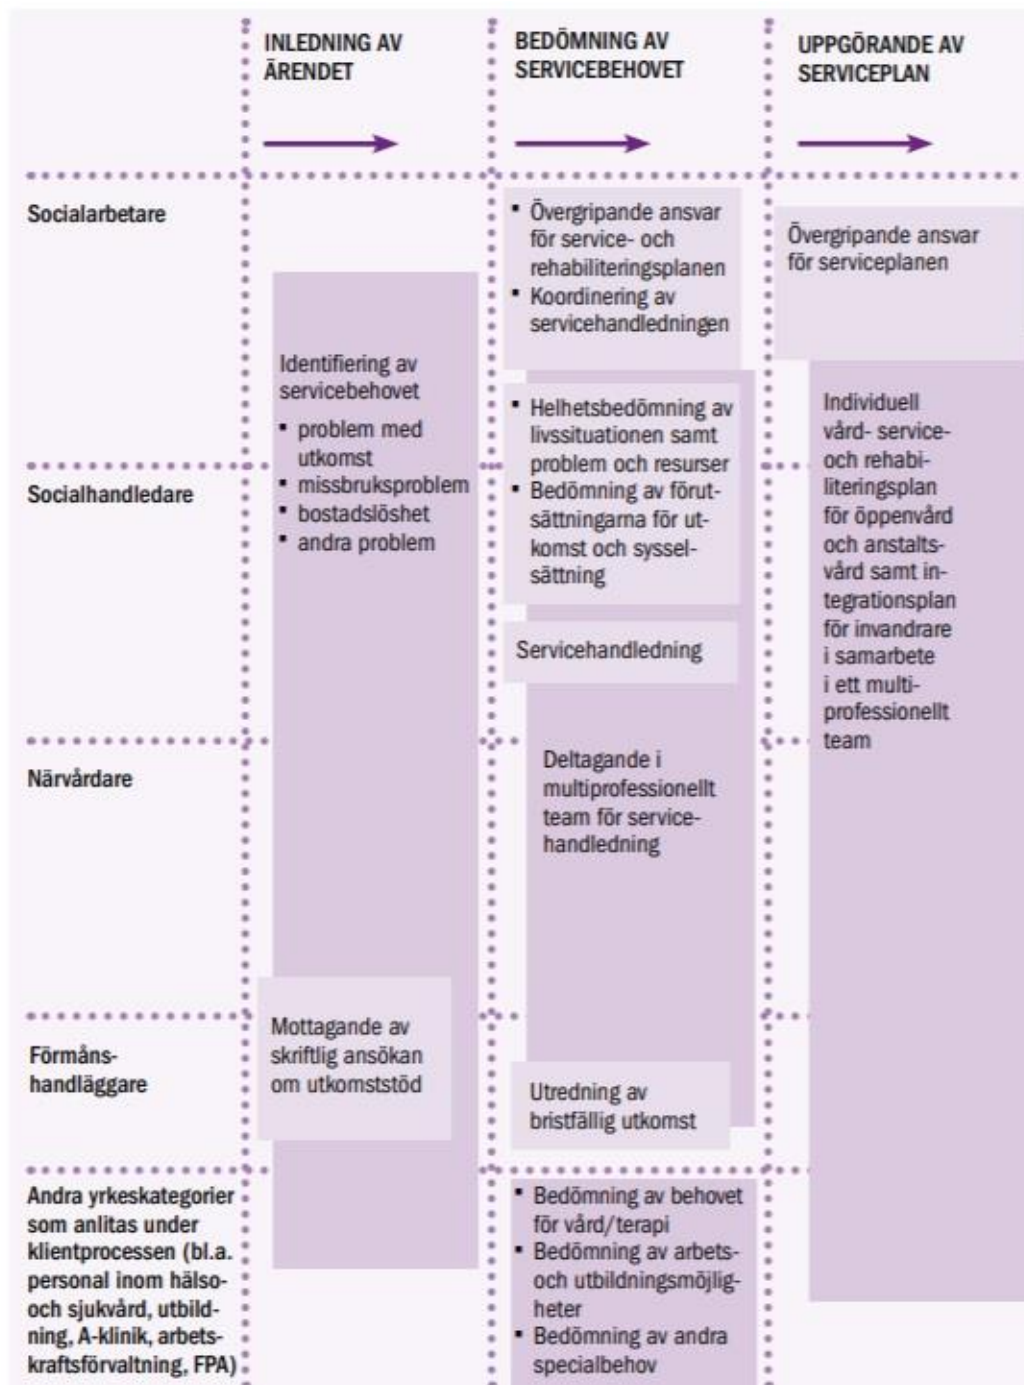 INLEDNING AV
ÄRENDET
BEDÖMNING AV
SERVICEBEHOVET
UPPGÖRANDE AV
SERVICEPLAN
Socialarbetare
▪ Övergripande ansvar
för service- och
rehabiliteringsplanen
▪ Koordinering av
servicehandledningen
Övergripande ansvar
för serviceplanen
Identifiering av
servicebehovet
▪ problem med
utkomst
▪ missbruksproblem
▪ bostadslöshet
▪ andra problem
▪ Helhetsbedömning av
livssituationen samt
problem och resurser
▪ Bedömning av förut-
sättningarna för ut-
komst och syssel-
sättning
Individuell
vård- service-
och rehabi-
literingsplan
för öppenvård
och anstalts-
vård samt in-
tegrationsplan
för invandrare
i samarbete
i ett multi-
professionellt
team
Socialhandledare
Servicehandledning
Närvårdare
Deltagande i
multiprofessionellt
team för service-
handledning
Förmåns-
handläggare
Mottagande av
skriftlig ansökan
om utkomststöd
Utredning av
bristfällig utkomst
Andra yrkeskategorier
som anlitas under
klientprocessen (bl.a.
personal inom hälso-
och sjukvård, utbild-
ning, A-klinik, arbets-
kraftsförvaltning, FPA)
▪ Bedömning av behovet
för vård/terapi
▪ Bedömning av arbets-
och utbildningsmöjlig-
heter
▪ Bedömning av andra
specialbehov